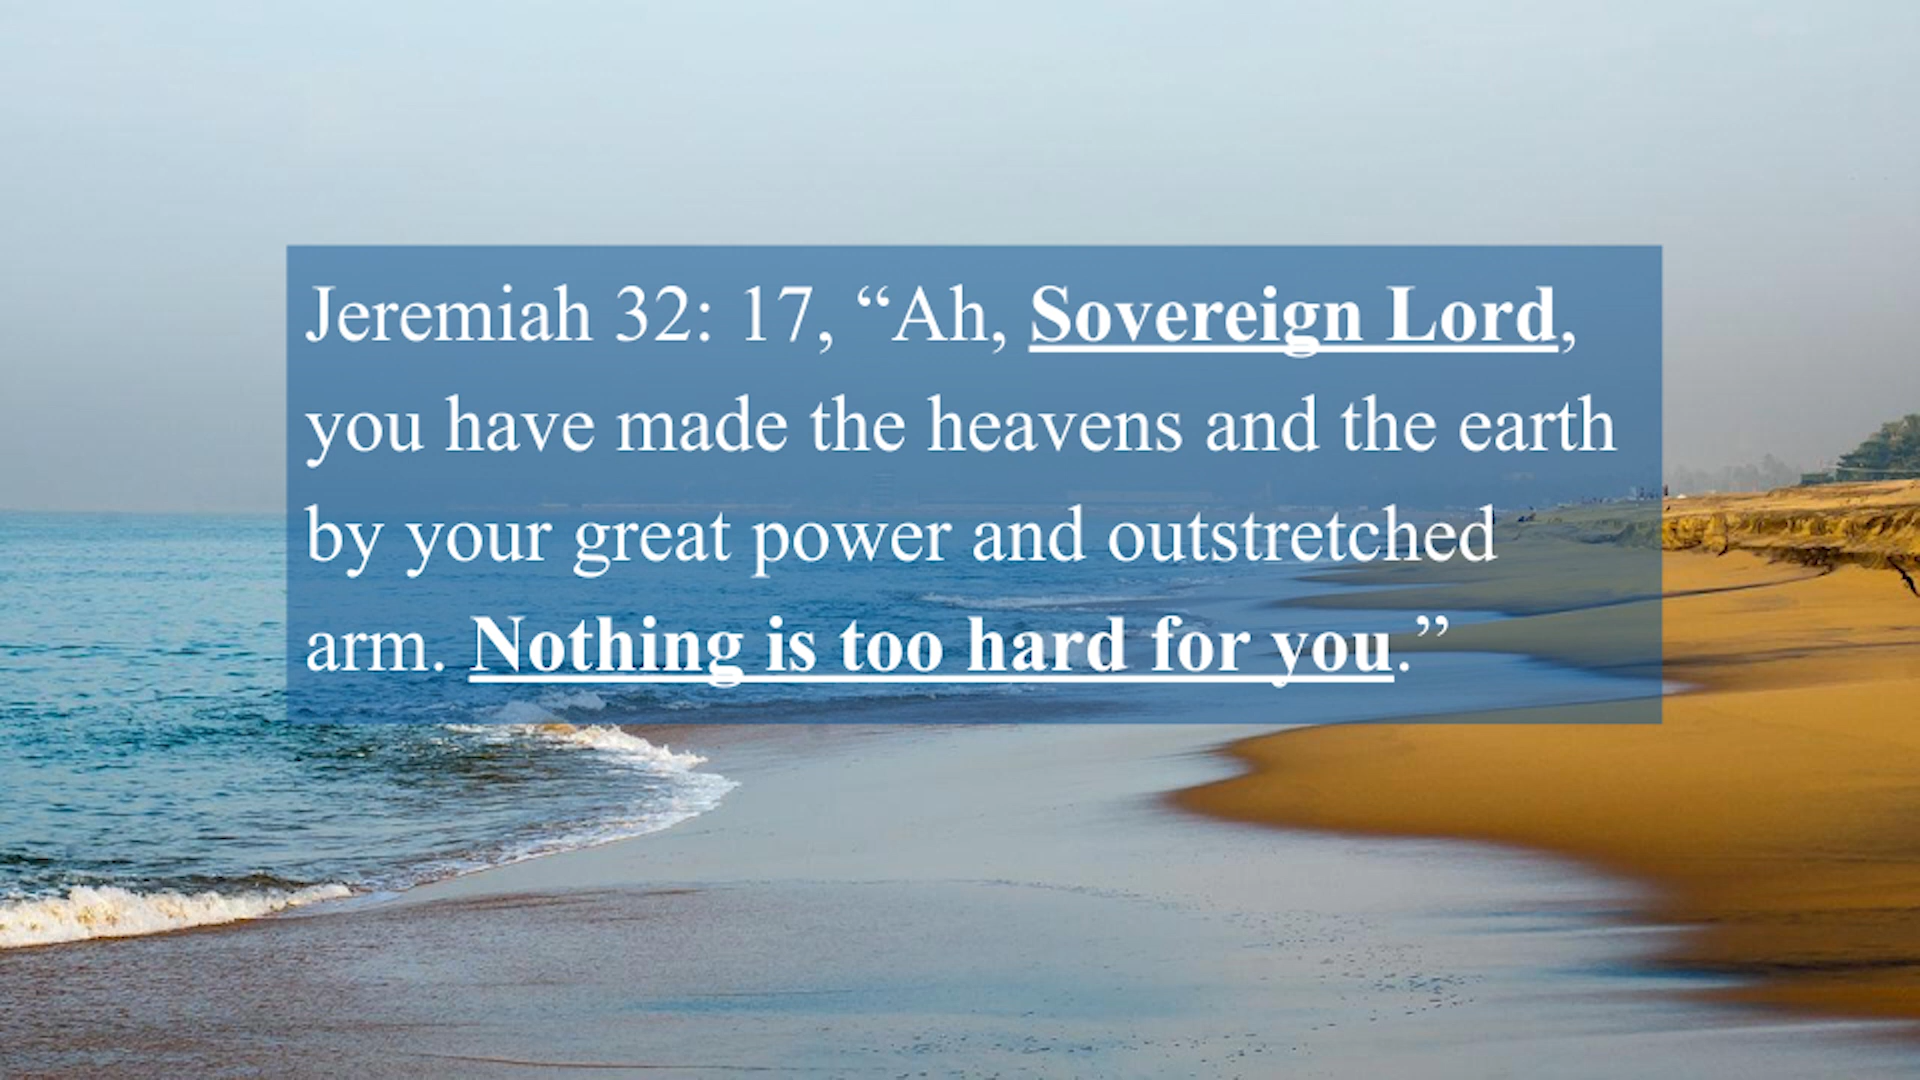 Jeremiah 32: 17, “Ah, Sovereign Lord,
you have made the heavens and the earth
by your great power and outstretched
arm. Nothing is too hard for you.”